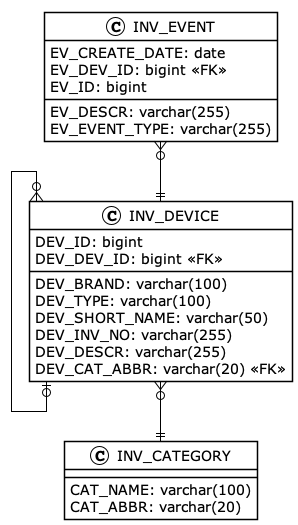 C INV_EVENT
EV_CREATE_DATE: date
EV_DEV_ID: bigint «FK»
EV_ID: bigint
EV_DESCR: varchar(255)
EV_EVENT_TYPE: varchar(255)
C INV_DEVICE
DEV_ID: bigint
DEV_DEV_ID: bigint «FK»
DEV_BRAND: varchar(100)
DEV_TYPE: varchar(100)
DEV_SHORT_NAME: varchar(50)
DEV_INV_NO: varchar(255)
DEV_DESCR: varchar(255)
DEV_CAT_ABBR: varchar(20) «FK»
C INV_CATEGORY
CAT_NAME: varchar(100)
CAT_ABBR: varchar(20)